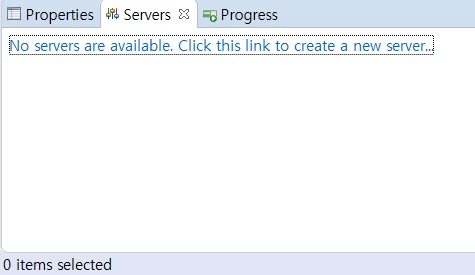 Properties Servers Progress
No servers are available. Click this link to create a new server...
0 items selected